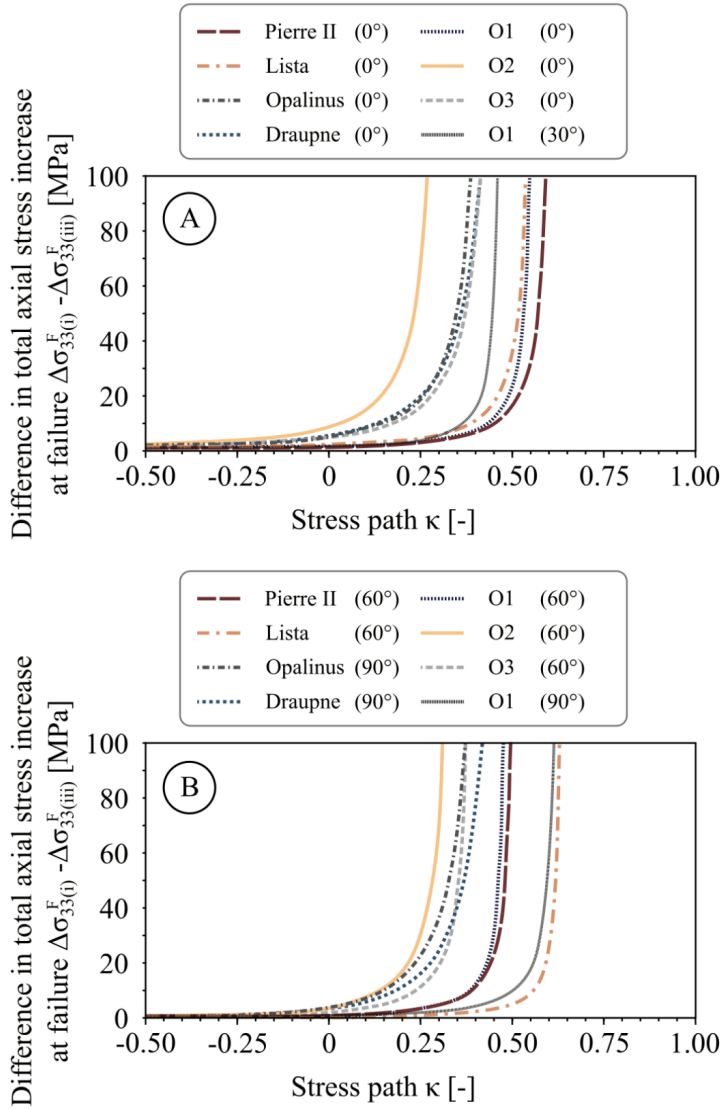 Pierre II (0°) O1 (0°)
Lista (0°) O2 (0°)
Opalinus (0°) O3 (0°)
Draupne (0°) O1 (30°)
Difference in total axial stress increase
at failure Δσ₃₃₍ᵢ₎ᶠ -Δσ₃₃₍ᵢᵢᵢ₎ᶠ [MPa]
A
100
80
60
40
20
0
-0.50 -0.25 0 0.25 0.50 0.75 1.00
Stress path κ [-]
Pierre II (60°) O1 (60°)
Lista (60°) O2 (60°)
Opalinus (90°) O3 (60°)
Draupne (90°) O1 (90°)
Difference in total axial stress increase
at failure Δσ₃₃₍ᵢ₎ᶠ -Δσ₃₃₍ᵢᵢᵢ₎ᶠ [MPa]
B
100
80
60
40
20
0
-0.50 -0.25 0 0.25 0.50 0.75 1.00
Stress path κ [-]